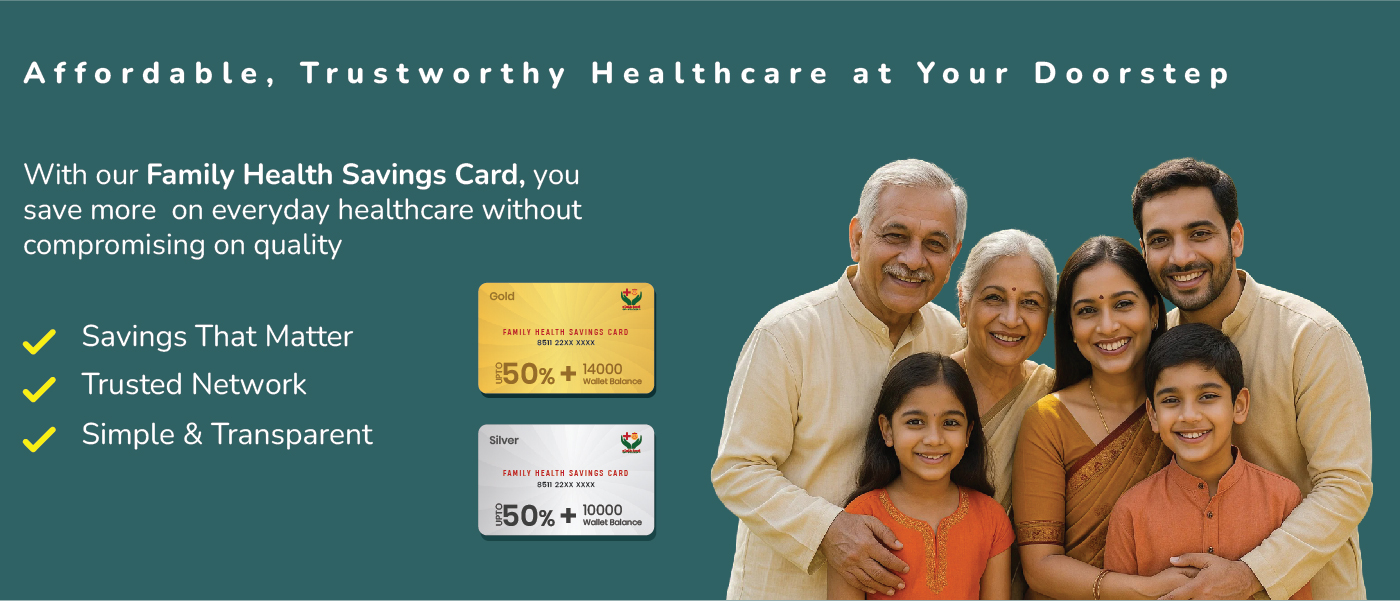 Affordable, Trustworthy Healthcare at Your Doorstep
With our Family Health Savings Card, you
save more on everyday healthcare without
compromising on quality
Savings That Matter
Trusted Network
Simple & Transparent
Gold
FAMILY HEALTH SAVINGS CARD
8511 22XX XXXX
UPTO 50% + 14000
Wallet Balance
Silver
FAMILY HEALTH SAVINGS CARD
8511 22XX XXXX
UPTO 50% + 10000
Wallet Balance